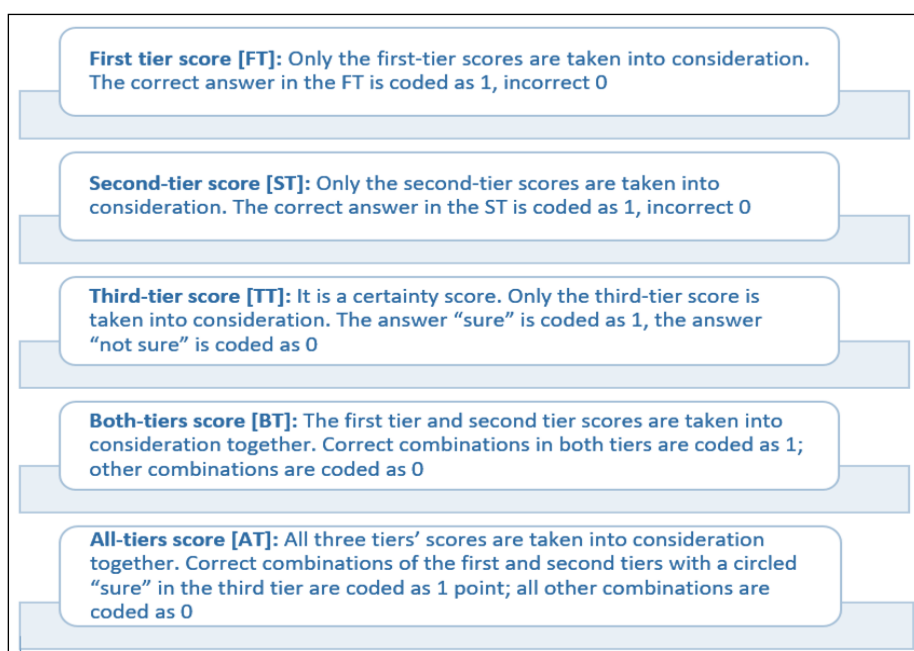 First tier score [FT]: Only the first-tier scores are taken into consideration.
The correct answer in the FT is coded as 1, incorrect 0
Second-tier score [ST]: Only the second-tier scores are taken into
consideration. The correct answer in the ST is coded as 1, incorrect 0
Third-tier score [TT]: It is a certainty score. Only the third-tier score is
taken into consideration. The answer “sure” is coded as 1, the answer
“not sure” is coded as 0
Both-tiers score [BT]: The first tier and second tier scores are taken into
consideration together. Correct combinations in both tiers are coded as 1;
other combinations are coded as 0
All-tiers score [AT]: All three tiers’ scores are taken into consideration
together. Correct combinations of the first and second tiers with a circled
“sure” in the third tier are coded as 1 point; all other combinations are
coded as 0